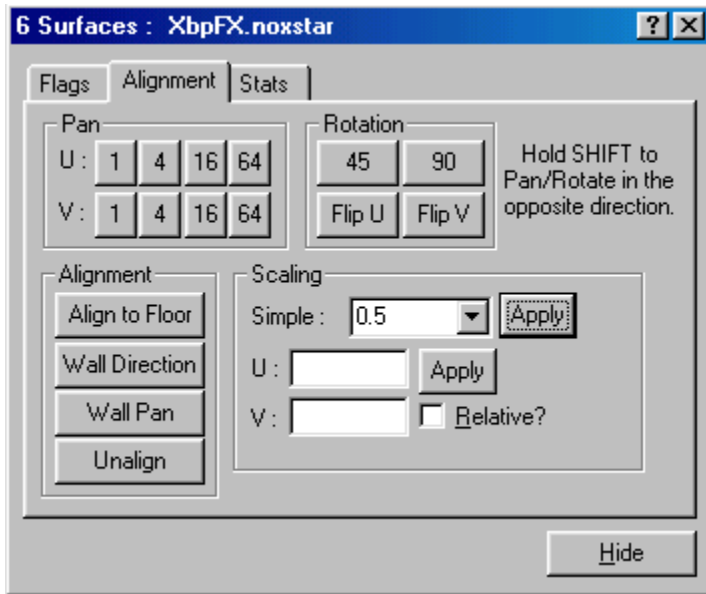 6 Surfaces : XbpFX.noxstar
Flags Alignment Stats
Pan
U : 1 4 16 64
V : 1 4 16 64
Rotation
45 90
Flip U Flip V
Hold SHIFT to
Pan/Rotate in the
opposite direction.
Alignment
Align to Floor
Wall Direction
Wall Pan
Unalign
Scaling
Simple : 0.5 Apply
U : Apply
V : Relative?
Hide